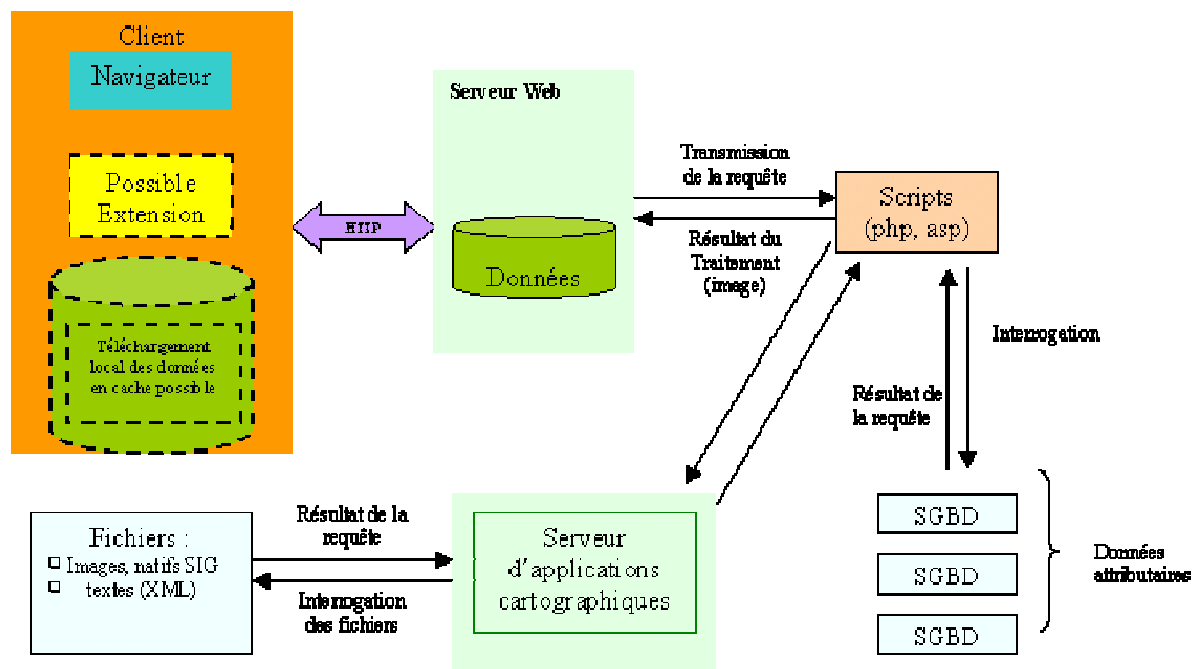 Client
Navigateur
Possible
Extension
Téléchargement
local des données
en cache possible
HTTP
Serveur Web
Données
Transmission
de la requête
Résultat du
Traitement
(image)
Scripts
(php, asp)
Interrogation
Résultat de
la requête
Fichiers :
❑ Images, natifs SIG
❑ textes (XML)
Résultat de la
requête
Interrogation
des fichiers
Serveur
d'applications
cartographiques
SGBD
SGBD
SGBD
Données
attributaires